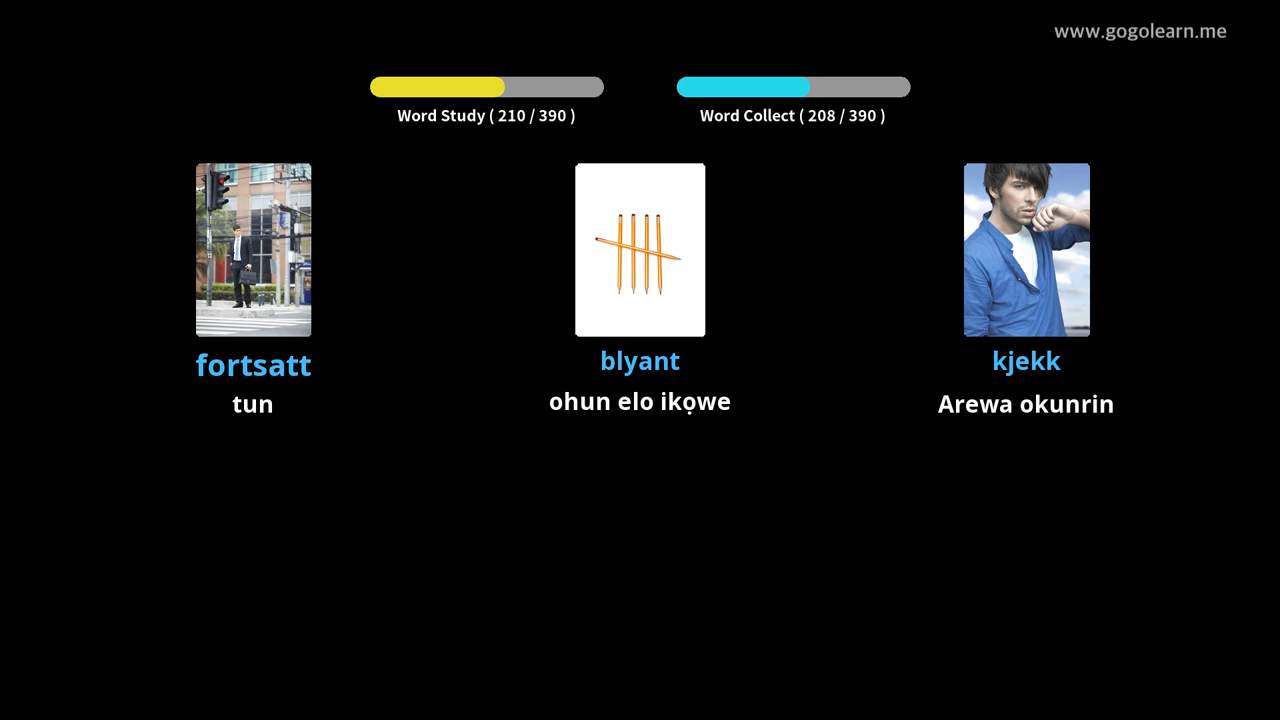 www.gogolearn.me
Word Study ( 210 / 390 )
Word Collect ( 208 / 390 )
fortsatt
tun
blyant
ohun elo ikọwe
kjekk
Arewa okunrin